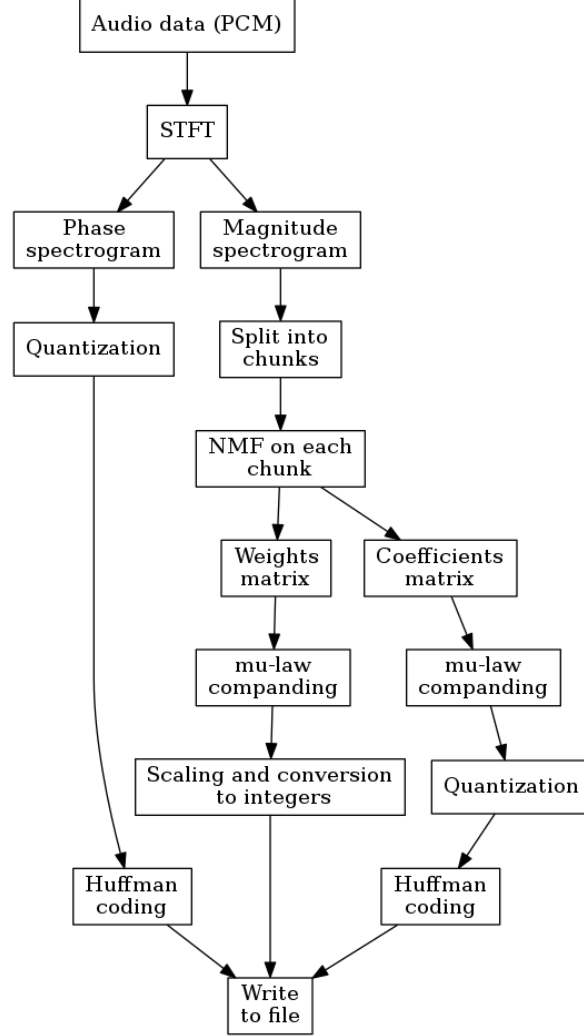 Audio data (PCM)
STFT
Phase
spectrogram
Magnitude
spectrogram
Quantization
Split into
chunks
NMF on each
chunk
Weights
matrix
Coefficients
matrix
mu-law
companding
mu-law
companding
Scaling and conversion
to integers
Quantization
Huffman
coding
Huffman
coding
Write
to file